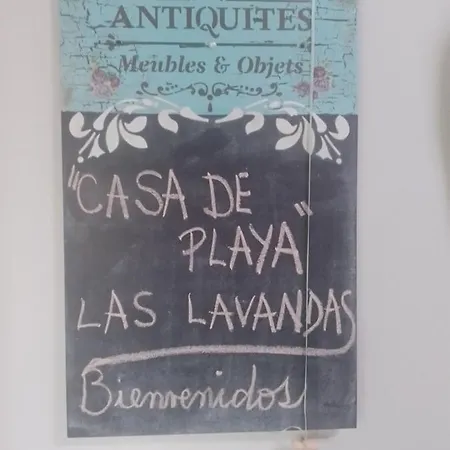 ANTIQUITES
Meubles & Objets
"CASA DE
PLAYA"
LAS LAVANDAS
Bienvenidos